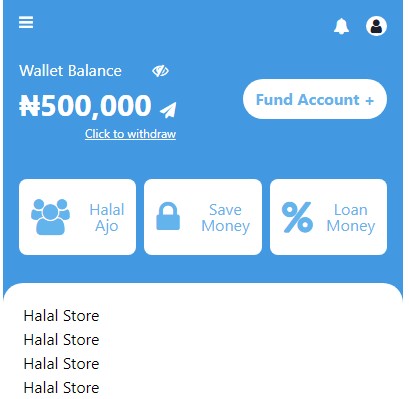 Wallet Balance
₦500,000
Click to withdraw
Fund Account +
Halal
Ajo
Save
Money
Loan
Money
Halal Store
Halal Store
Halal Store
Halal Store